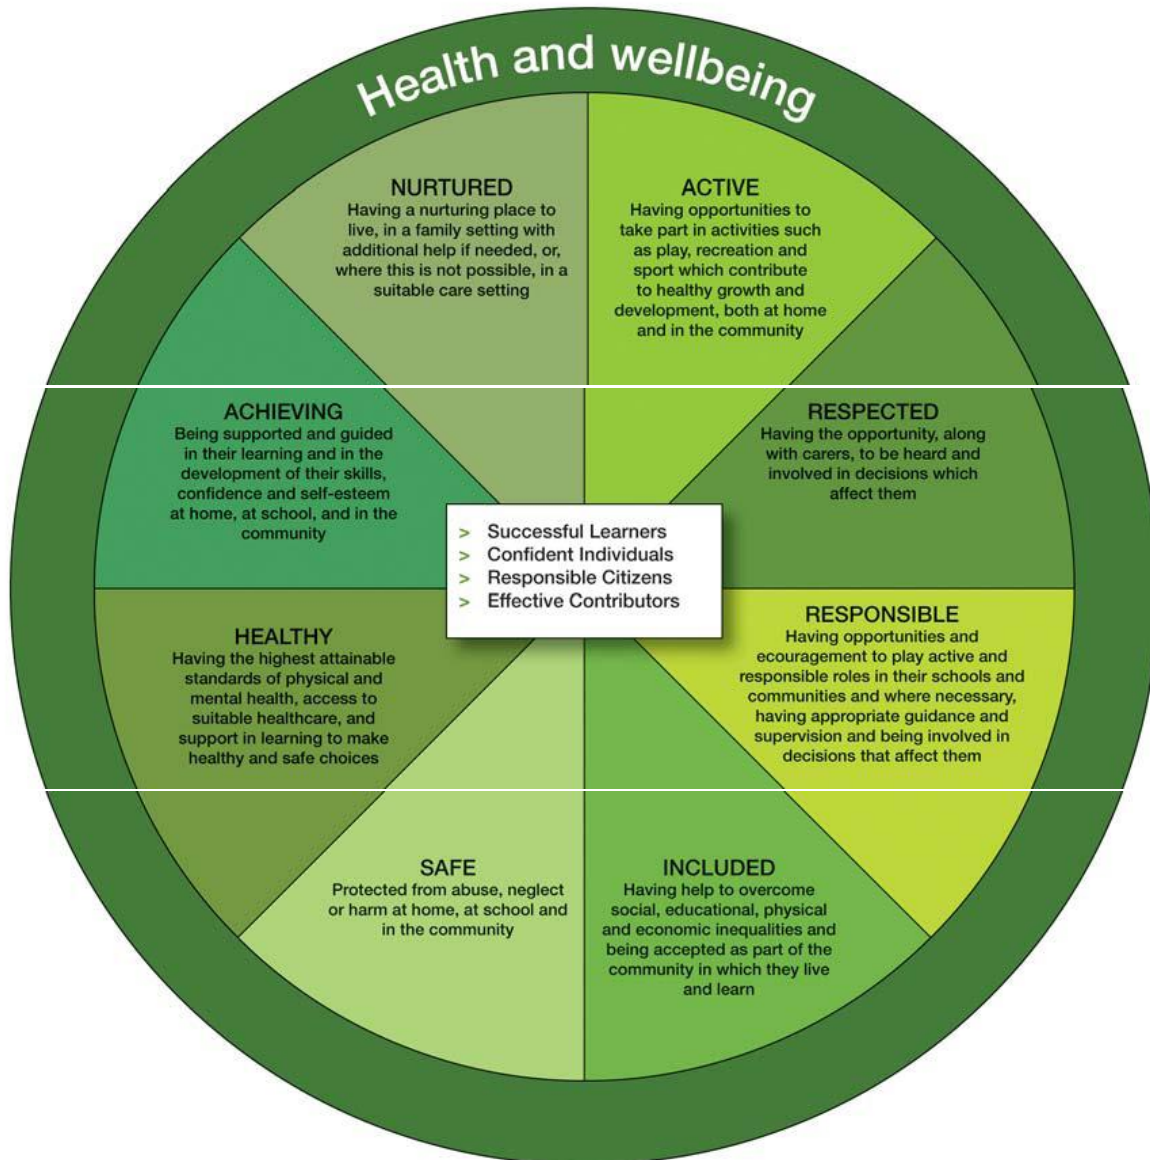 Health and wellbeing
NURTURED
Having a nurturing place to
live, in a family setting with
additional help if needed, or,
where this is not possible, in a
suitable care setting
ACTIVE
Having opportunities to
take part in activities such
as play, recreation and
sport which contribute
to healthy growth and
development, both at home
and in the community
ACHIEVING
Being supported and guided
in their learning and in the
development of their skills,
confidence and self-esteem
at home, at school, and in the
community
RESPECTED
Having the opportunity, along
with carers, to be heard and
involved in decisions which
affect them
> Successful Learners
> Confident Individuals
> Responsible Citizens
> Effective Contributors
HEALTHY
Having the highest attainable
standards of physical and
mental health, access to
suitable healthcare, and
support in learning to make
healthy and safe choices
RESPONSIBLE
Having opportunities and
ecouragement to play active and
responsible roles in their schools and
communities and where necessary,
having appropriate guidance and
supervision and being involved in
decisions that affect them
SAFE
Protected from abuse, neglect
or harm at home, at school and
in the community
INCLUDED
Having help to overcome
social, educational, physical
and economic inequalities and
being accepted as part of the
community in which they live
and learn